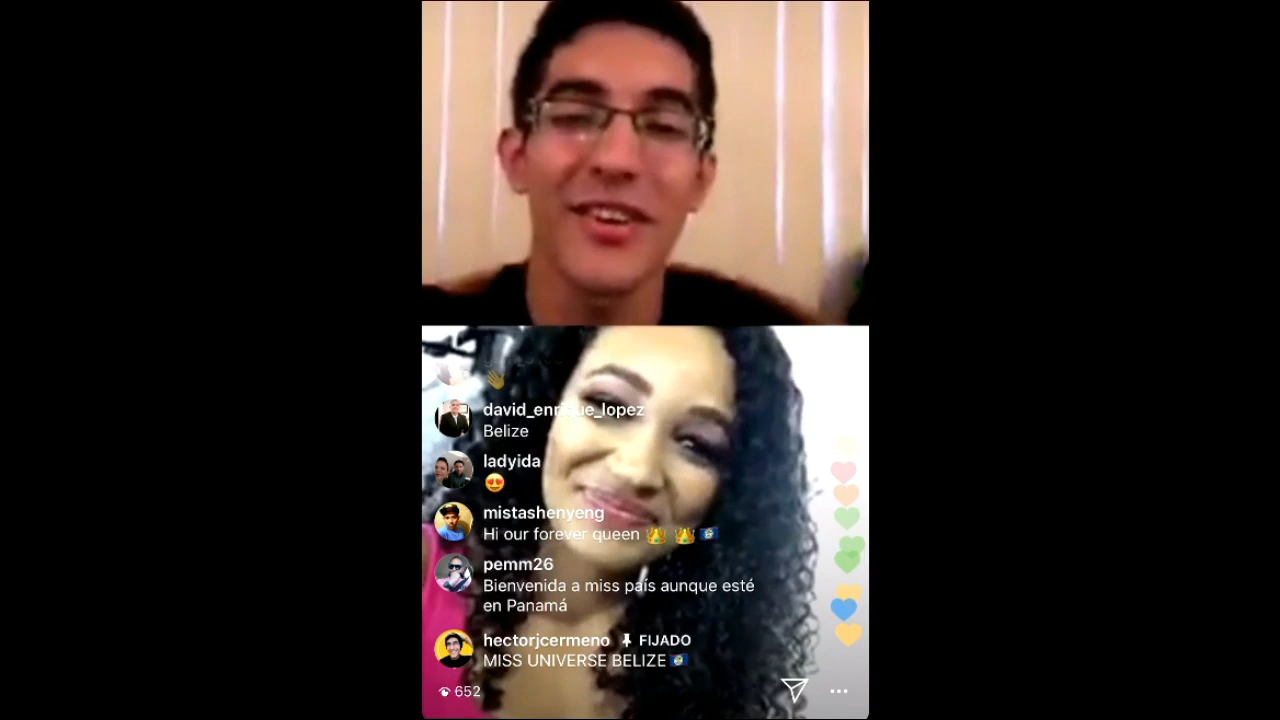 david_enrique_lopez
Belize
ladyida
😍
mistashenyeng
Hi our forever queen 👑 👑 🇧🇿
pemm26
Bienvenida a miss país aunque esté
en Panamá
hectorjcermeno FIJADO
MISS UNIVERSE BELIZE 🇧🇿
652